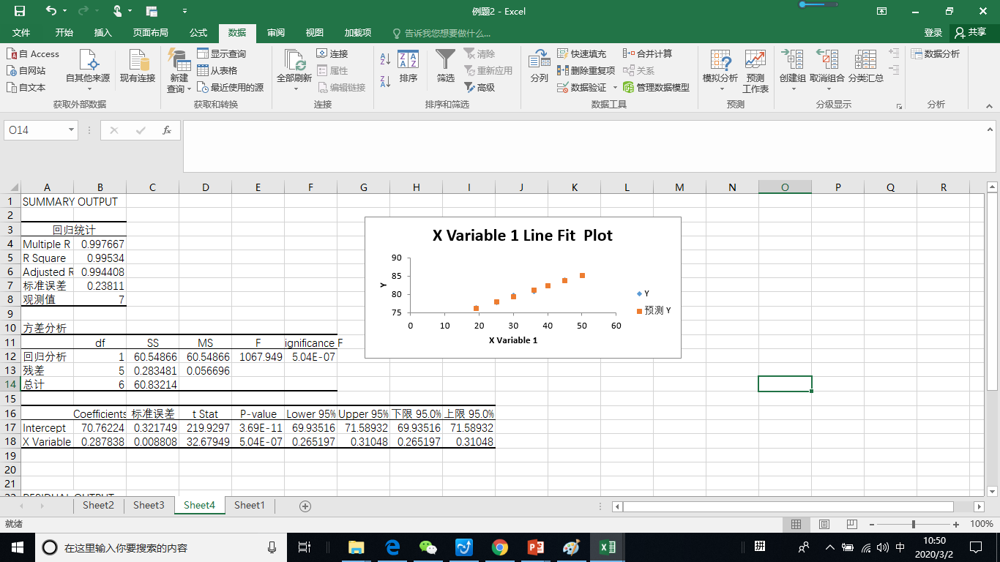 例题2 - Excel
文件 开始 插入 页面布局 公式 数据 审阅 视图 加载项 告诉我您想要做什么... 登录 共享
自 Access
自网站
自文本
自其他来源
现有连接
获取外部数据
新建
查询
显示查询
从表格
最近使用的源
获取和转换
全部刷新
连接
属性
编辑链接
连接
排序
筛选
清除
重新应用
高级
排序和筛选
分列
快速填充
删除重复项
数据验证
合并计算
关系
管理数据模型
数据工具
模拟分析
预测
工作表
预测
创建组
取消组合
分类汇总
分级显示
数据分析
分析
O14
fx
A B C D E F G H I J K L M N O P Q R
1 SUMMARY OUTPUT
2
3 回归统计
4 Multiple R 0.997667
5 R Square 0.99534
6 Adjusted R 0.994408
7 标准误差 0.23811
8 观测值 7
9
10 方差分析
11 df SS MS F ignificance F
12 回归分析 1 60.54866 60.54866 1067.949 5.04E-07
13 残差 5 0.283481 0.056696
14 总计 6 60.83214
15
16 Coefficients 标准误差 t Stat P-value Lower 95% Upper 95% 下限 95.0% 上限 95.0%
17 Intercept 70.76224 0.321749 219.9297 3.69E-11 69.93516 71.58932 69.93516 71.58932
18 X Variable 0.287838 0.008808 32.67949 5.04E-07 0.265197 0.31048 0.265197 0.31048
19
20
21
22 RESIDUAL OUTPUT
X Variable 1 Line Fit Plot
90
85
80
75
Y
0 10 20 30 40 50 60
X Variable 1
Y
预测 Y
Sheet2 Sheet3 Sheet4 Sheet1
就绪
100%
在这里输入你要搜索的内容
中
10:50
2020/3/2